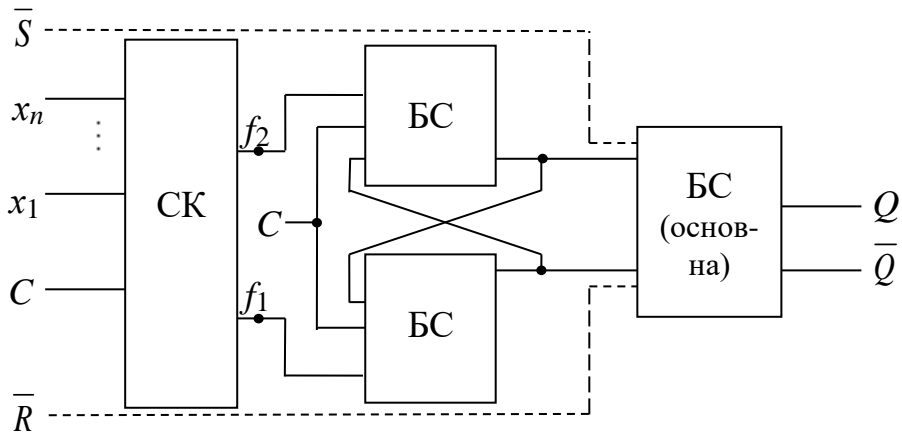 S̅
xₙ
⋮
x₁
C
R̅
СК
f₂
f₁
C
БС
БС
БС
(основ-
на)
Q
Q̅